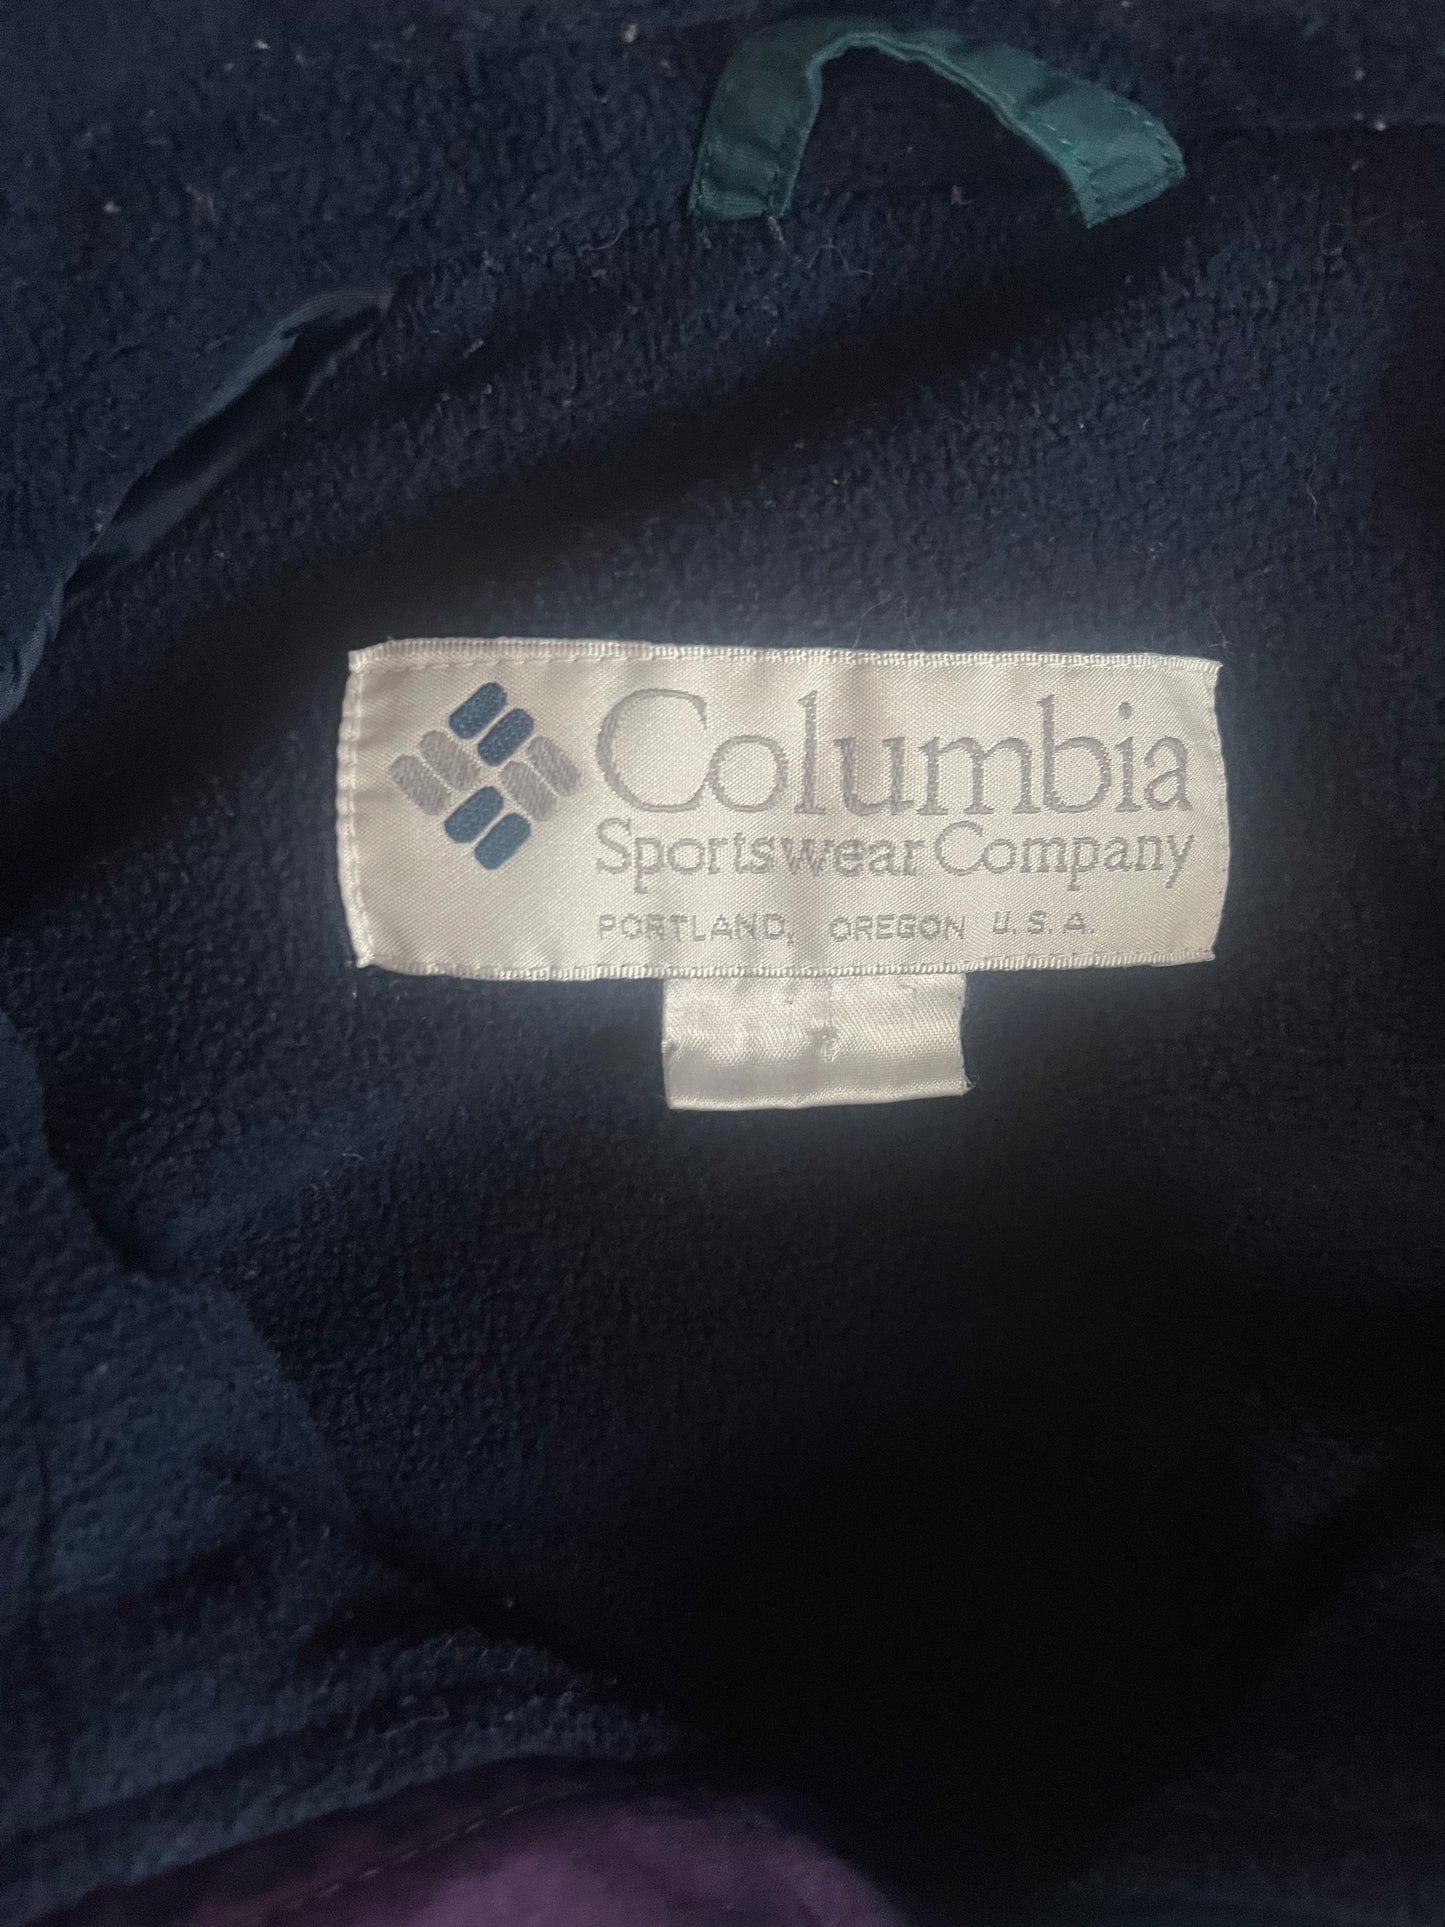 Columbia
Sportswear Company
PORTLAND, OREGON U.S.A.